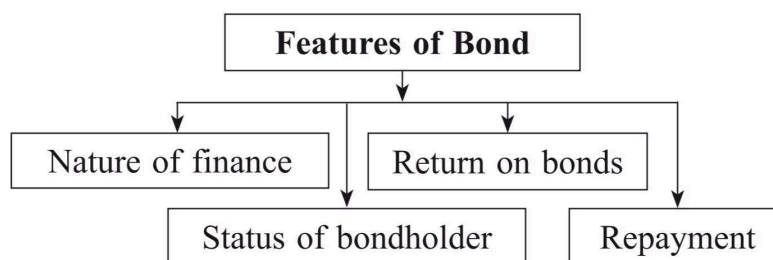 Features of Bond
Nature of finance
Return on bonds
Status of bondholder
Repayment